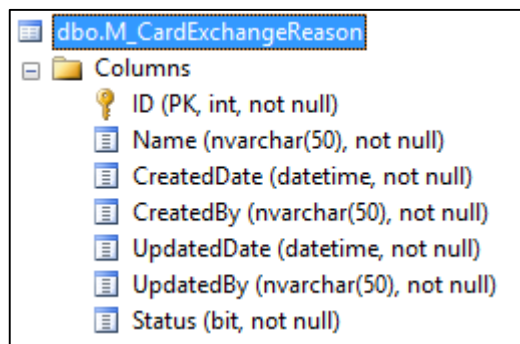 dbo.M_CardExchangeReason
Columns
ID (PK, int, not null)
Name (nvarchar(50), not null)
CreatedDate (datetime, not null)
CreatedBy (nvarchar(50), not null)
UpdatedDate (datetime, not null)
UpdatedBy (nvarchar(50), not null)
Status (bit, not null)